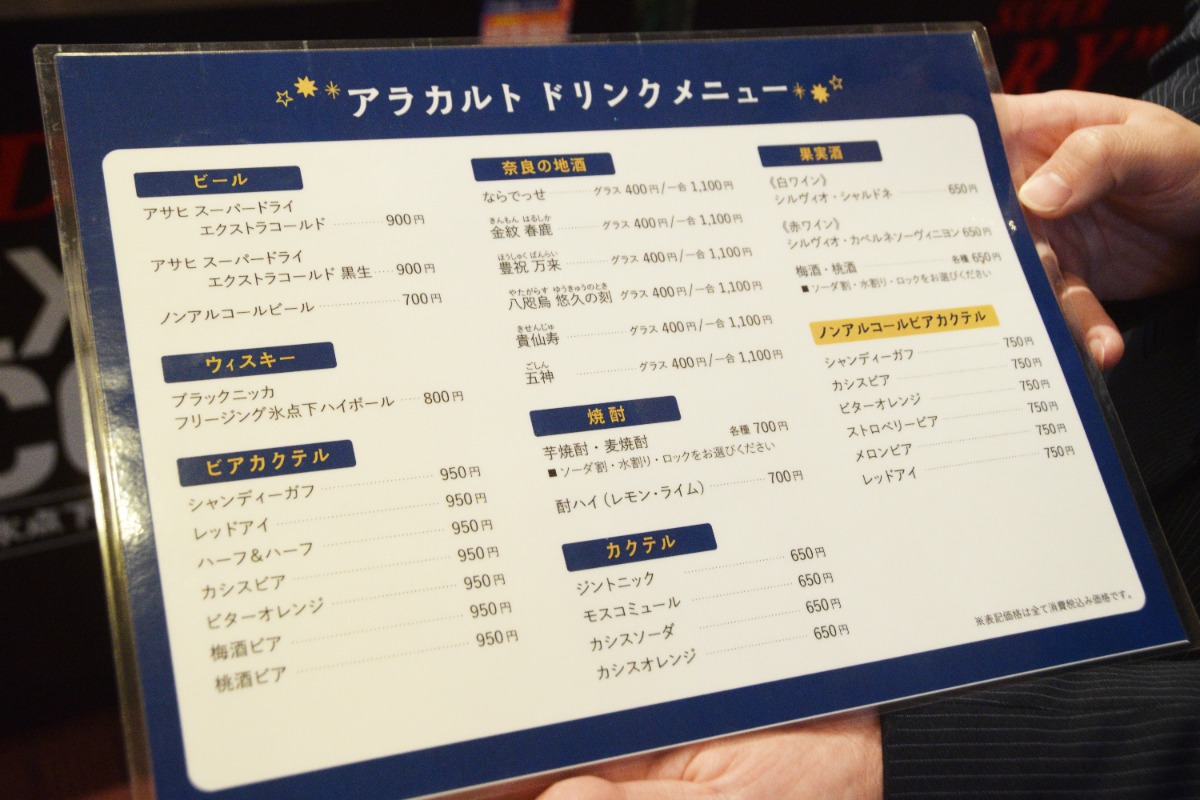 アラカルト ドリンクメニュー
ビール
アサヒ スーパードライ
エクストラコールド 900円
アサヒ スーパードライ
エクストラコールド 黒生 900円
ノンアルコールビール 700円
ウィスキー
ブラックニッカ
フリージング氷点下ハイボール 800円
ビアカクテル
シャンディーガフ 950円
レッドアイ 950円
ハーフ&ハーフ 950円
カシスビア 950円
ビターオレンジ 950円
梅酒ビア 950円
桃酒ビア 950円
奈良の地酒
ならでっせ グラス 400円/一合 1,100円
きんもん はるしか
金紋 春鹿 グラス 400円/一合 1,100円
ほうしゅく ばんらい
豊祝 万来 グラス 400円/一合 1,100円
やたがらす ゆうきゅうのとき
八咫烏 悠久の刻 グラス 400円/一合 1,100円
きせんじゅ
貴仙寿 グラス 400円/一合 1,100円
ごしん
五神 グラス 400円/一合 1,100円
焼酎
芋焼酎・麦焼酎 各種 700円
■ソーダ割・水割り・ロックをお選びください
酎ハイ(レモン・ライム) 700円
カクテル
ジントニック 650円
モスコミュール 650円
カシスソーダ 650円
カシスオレンジ 650円
果実酒
《白ワイン》
シルヴィオ・シャルドネ 650円
《赤ワイン》
シルヴィオ・カベルネソーヴィニヨン 650円
梅酒・桃酒 各種 650円
■ソーダ割・水割り・ロックをお選びください
ノンアルコールビアカクテル
シャンディーガフ 750円
カシスビア 750円
ビターオレンジ 750円
ストロベリービア 750円
メロンビア 750円
レッドアイ 750円
※表記価格は全て消費税込み価格です。
氷点下